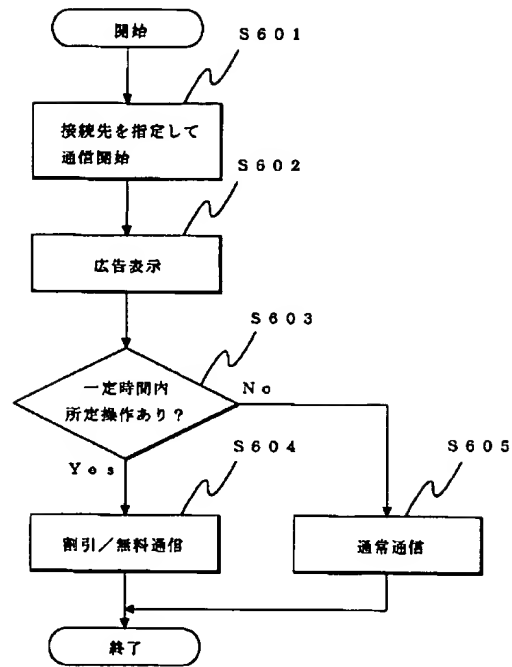 開始
S601
接続先を指定して
通信開始
S602
広告表示
S603
一定時間内
所定操作あり？
No
Yes
S604
割引／無料通信
S605
通常通信
終了